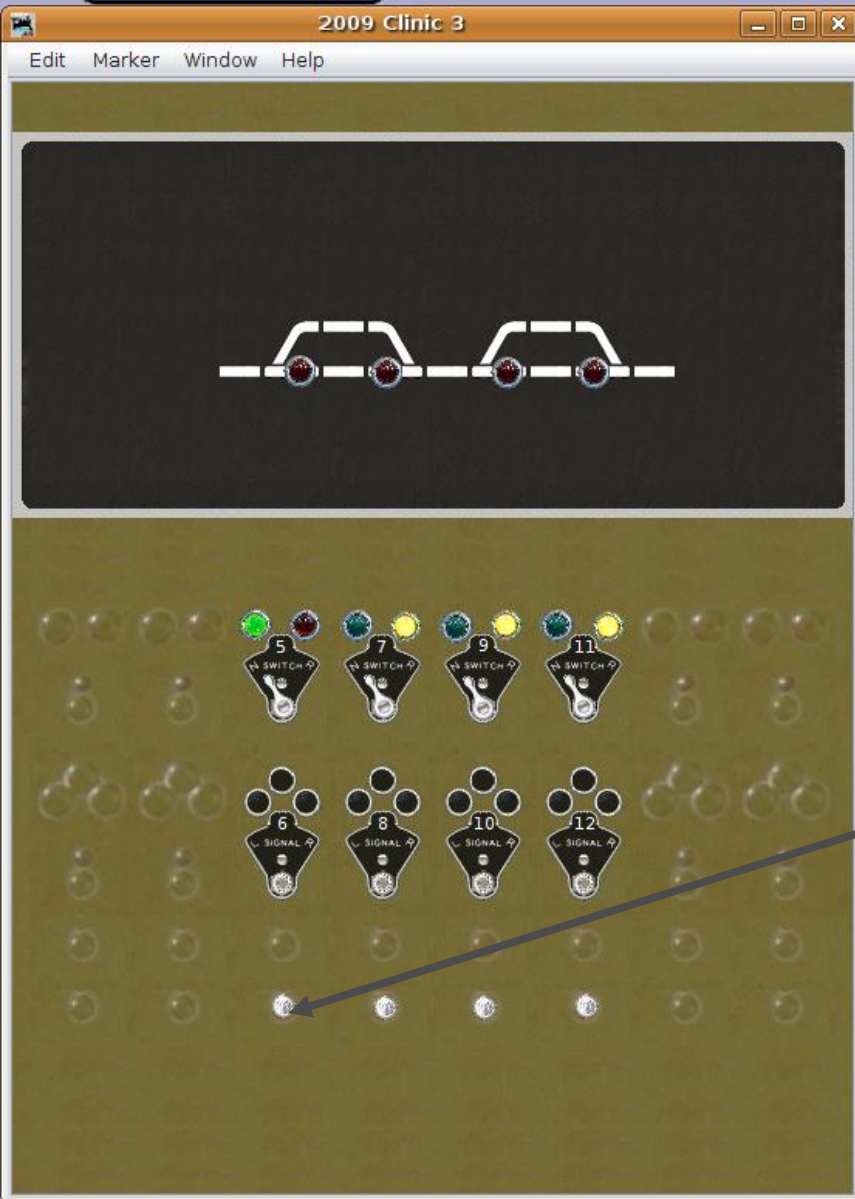 2009 Clinic 3
Edit Marker Window Help
5 7 9 11
N SWITCH R N SWITCH R N SWITCH R N SWITCH R
6 8 10 12
L SIGNAL R L SIGNAL R L SIGNAL R L SIGNAL R